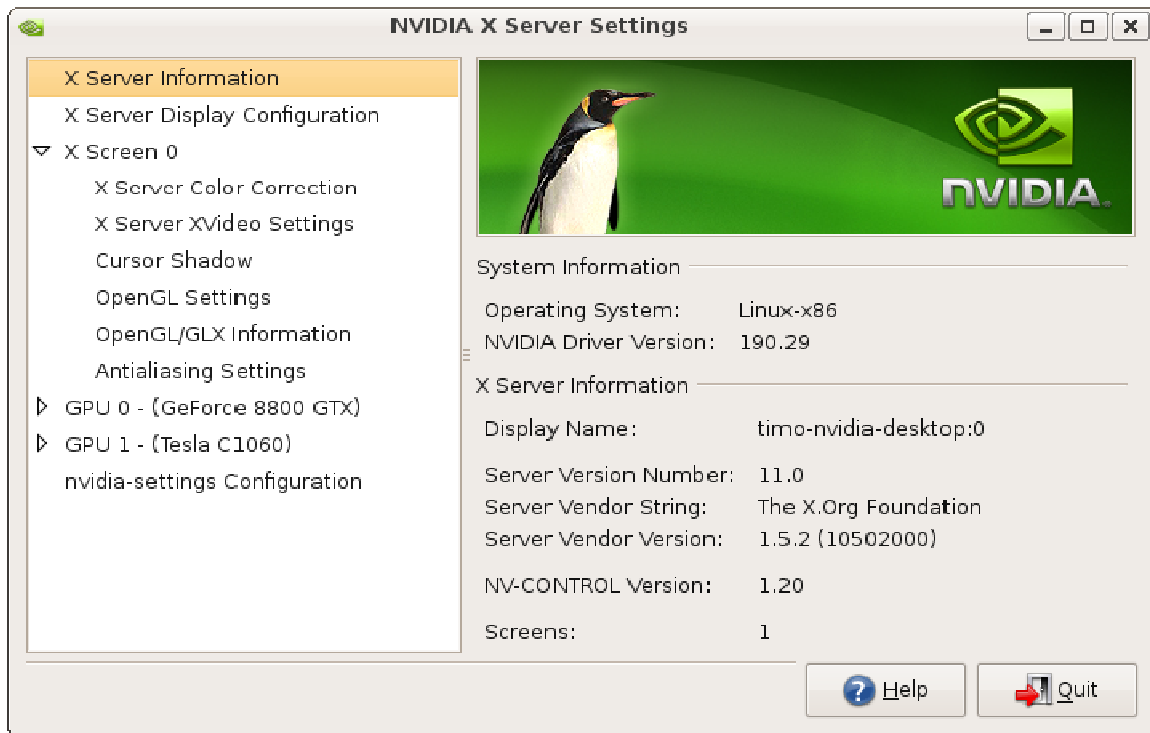 NVIDIA X Server Settings
X Server Information
X Server Display Configuration
X Screen 0
X Server Color Correction
X Server XVideo Settings
Cursor Shadow
OpenGL Settings
OpenGL/GLX Information
Antialiasing Settings
GPU 0 - (GeForce 8800 GTX)
GPU 1 - (Tesla C1060)
nvidia-settings Configuration
NVIDIA.
System Information
Operating System: Linux-x86
NVIDIA Driver Version: 190.29
X Server Information
Display Name: timo-nvidia-desktop:0
Server Version Number: 11.0
Server Vendor String: The X.Org Foundation
Server Vendor Version: 1.5.2 (10502000)
NV-CONTROL Version: 1.20
Screens: 1
Help
Quit